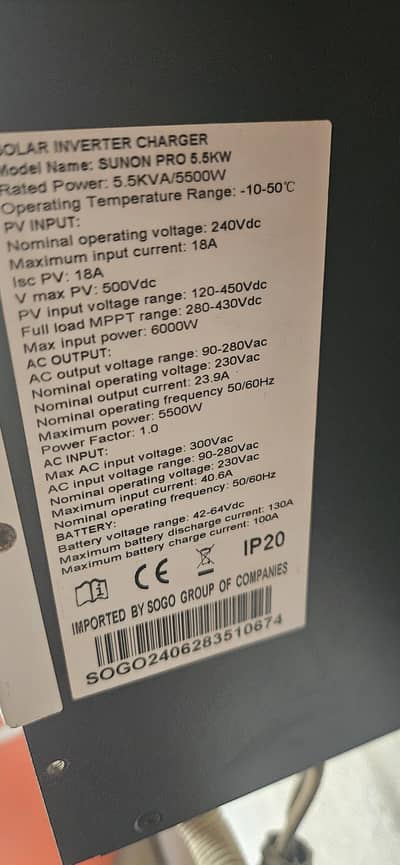 SOLAR INVERTER CHARGER
Model Name: SUNON PRO 5.5KW
Rated Power: 5.5KVA/5500W
Operating Temperature Range: -10-50℃
PV INPUT:
Nominal operating voltage: 240Vdc
Maximum input current: 18A
Isc PV: 18A
V max PV: 500Vdc
PV input voltage range: 120-450Vdc
Full load MPPT range: 280-430Vdc
Max input power: 6000W
AC OUTPUT:
AC output voltage range: 90-280Vac
Nominal operating voltage: 230Vac
Nominal output current: 23.9A
Nominal operating frequency 50/60Hz
Maximum power: 5500W
Power Factor: 1.0
AC INPUT:
Max AC input voltage: 300Vac
AC input voltage range: 90-280Vac
Nominal operating voltage: 230Vac
Maximum input current: 40.6A
Nominal operating frequency: 50/60Hz
BATTERY:
Battery voltage range: 42-64Vdc
Maximum battery discharge current: 130A
Maximum battery charge current: 100A
CE IP20
IMPORTED BY SOGO GROUP OF COMPANIES
SOGO2406283510674